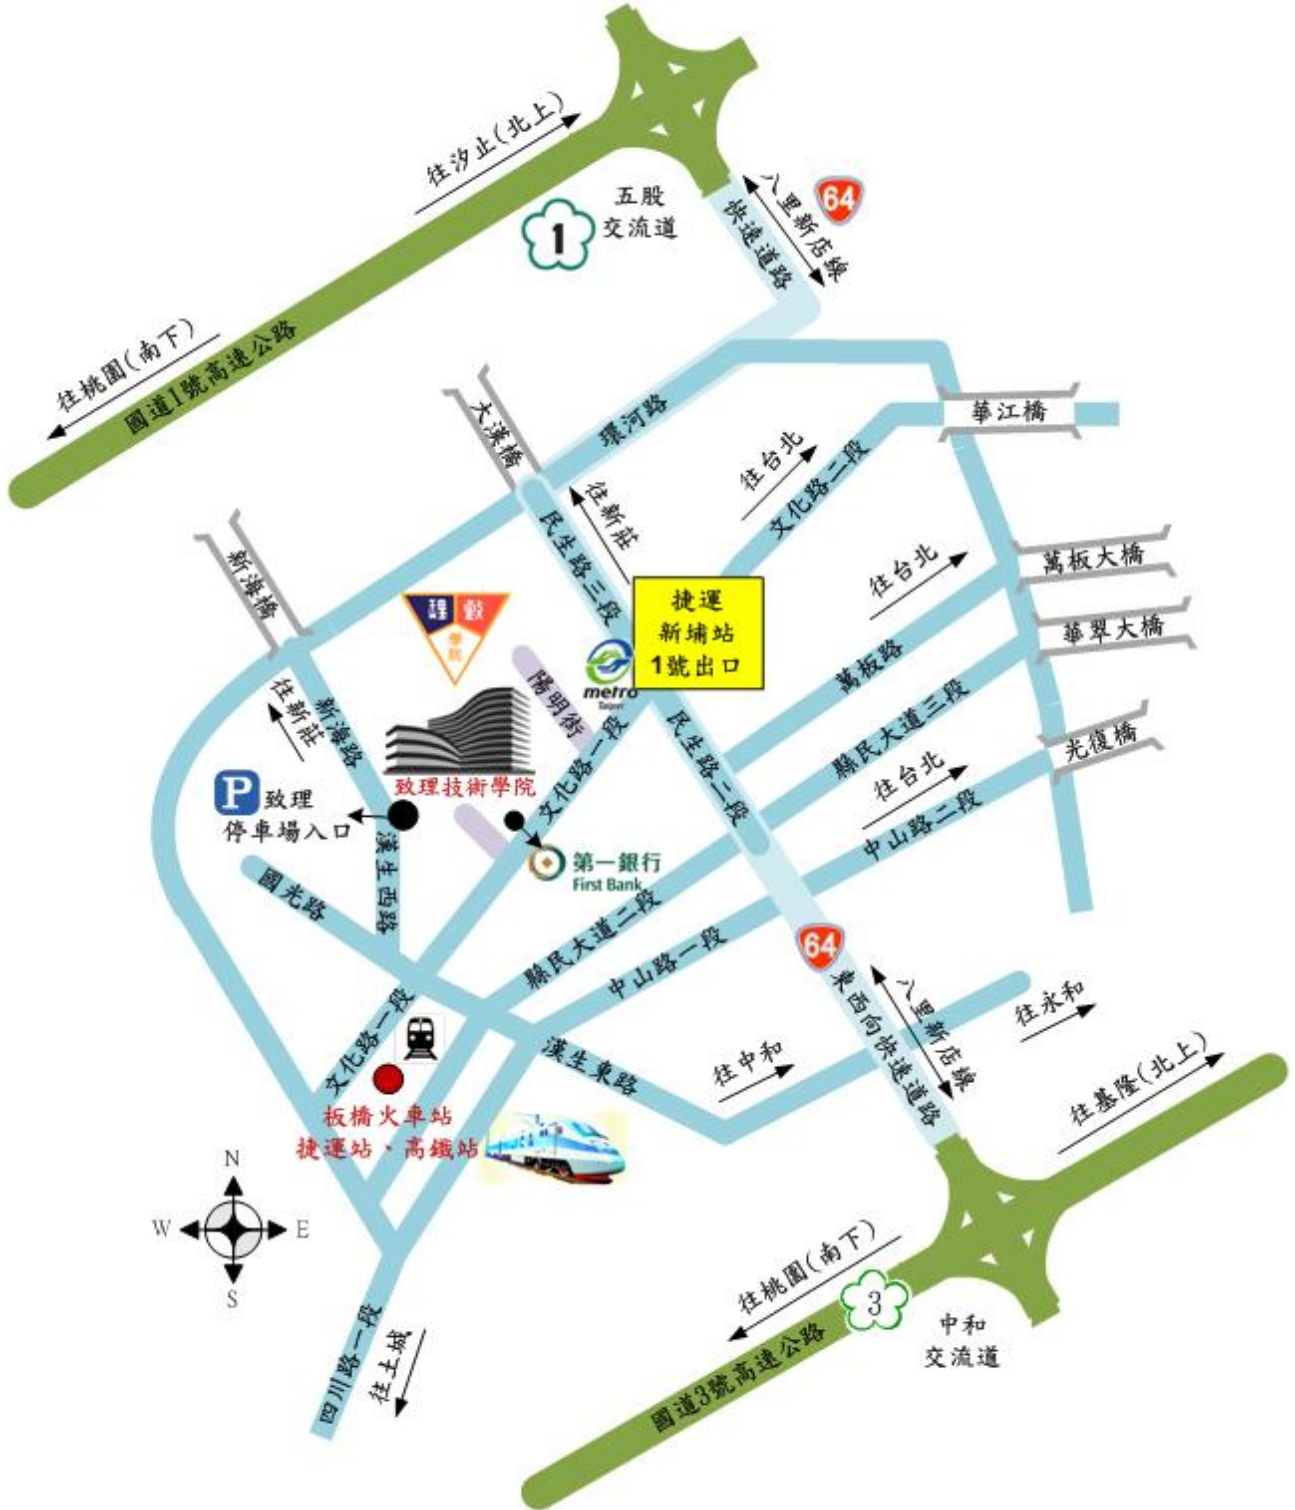 往汐止(北上)
八里新店線
64
快速道路
五股
交流道
1
往桃園(南下)
國道1號高速公路
大漢橋
環河路
華江橋
往台北
文化路二段
往新莊
民生路三段
新海橋
萬板大橋
往台北
華翠大橋
捷運
新埔站
1號出口
理 致
學
院
metro
Taipei
陽明街
萬板路
往新莊
新海路
文化路一段
民生路二段
縣民大道三段
光復橋
往台北
中山路二段
致理技術學院
P 致理
停車場入口
漢生西路
第一銀行
First Bank
國光路
縣民大道二段
中山路一段
64
東西向快速道路
八里新店線
往永和
文化路一段
漢生東路
往中和
往基隆(北上)
板橋火車站
捷運站、高鐵站
N
W E
S
往桃園(南下)
3
中和
交流道
四川路一段
往土城
國道3號高速公路